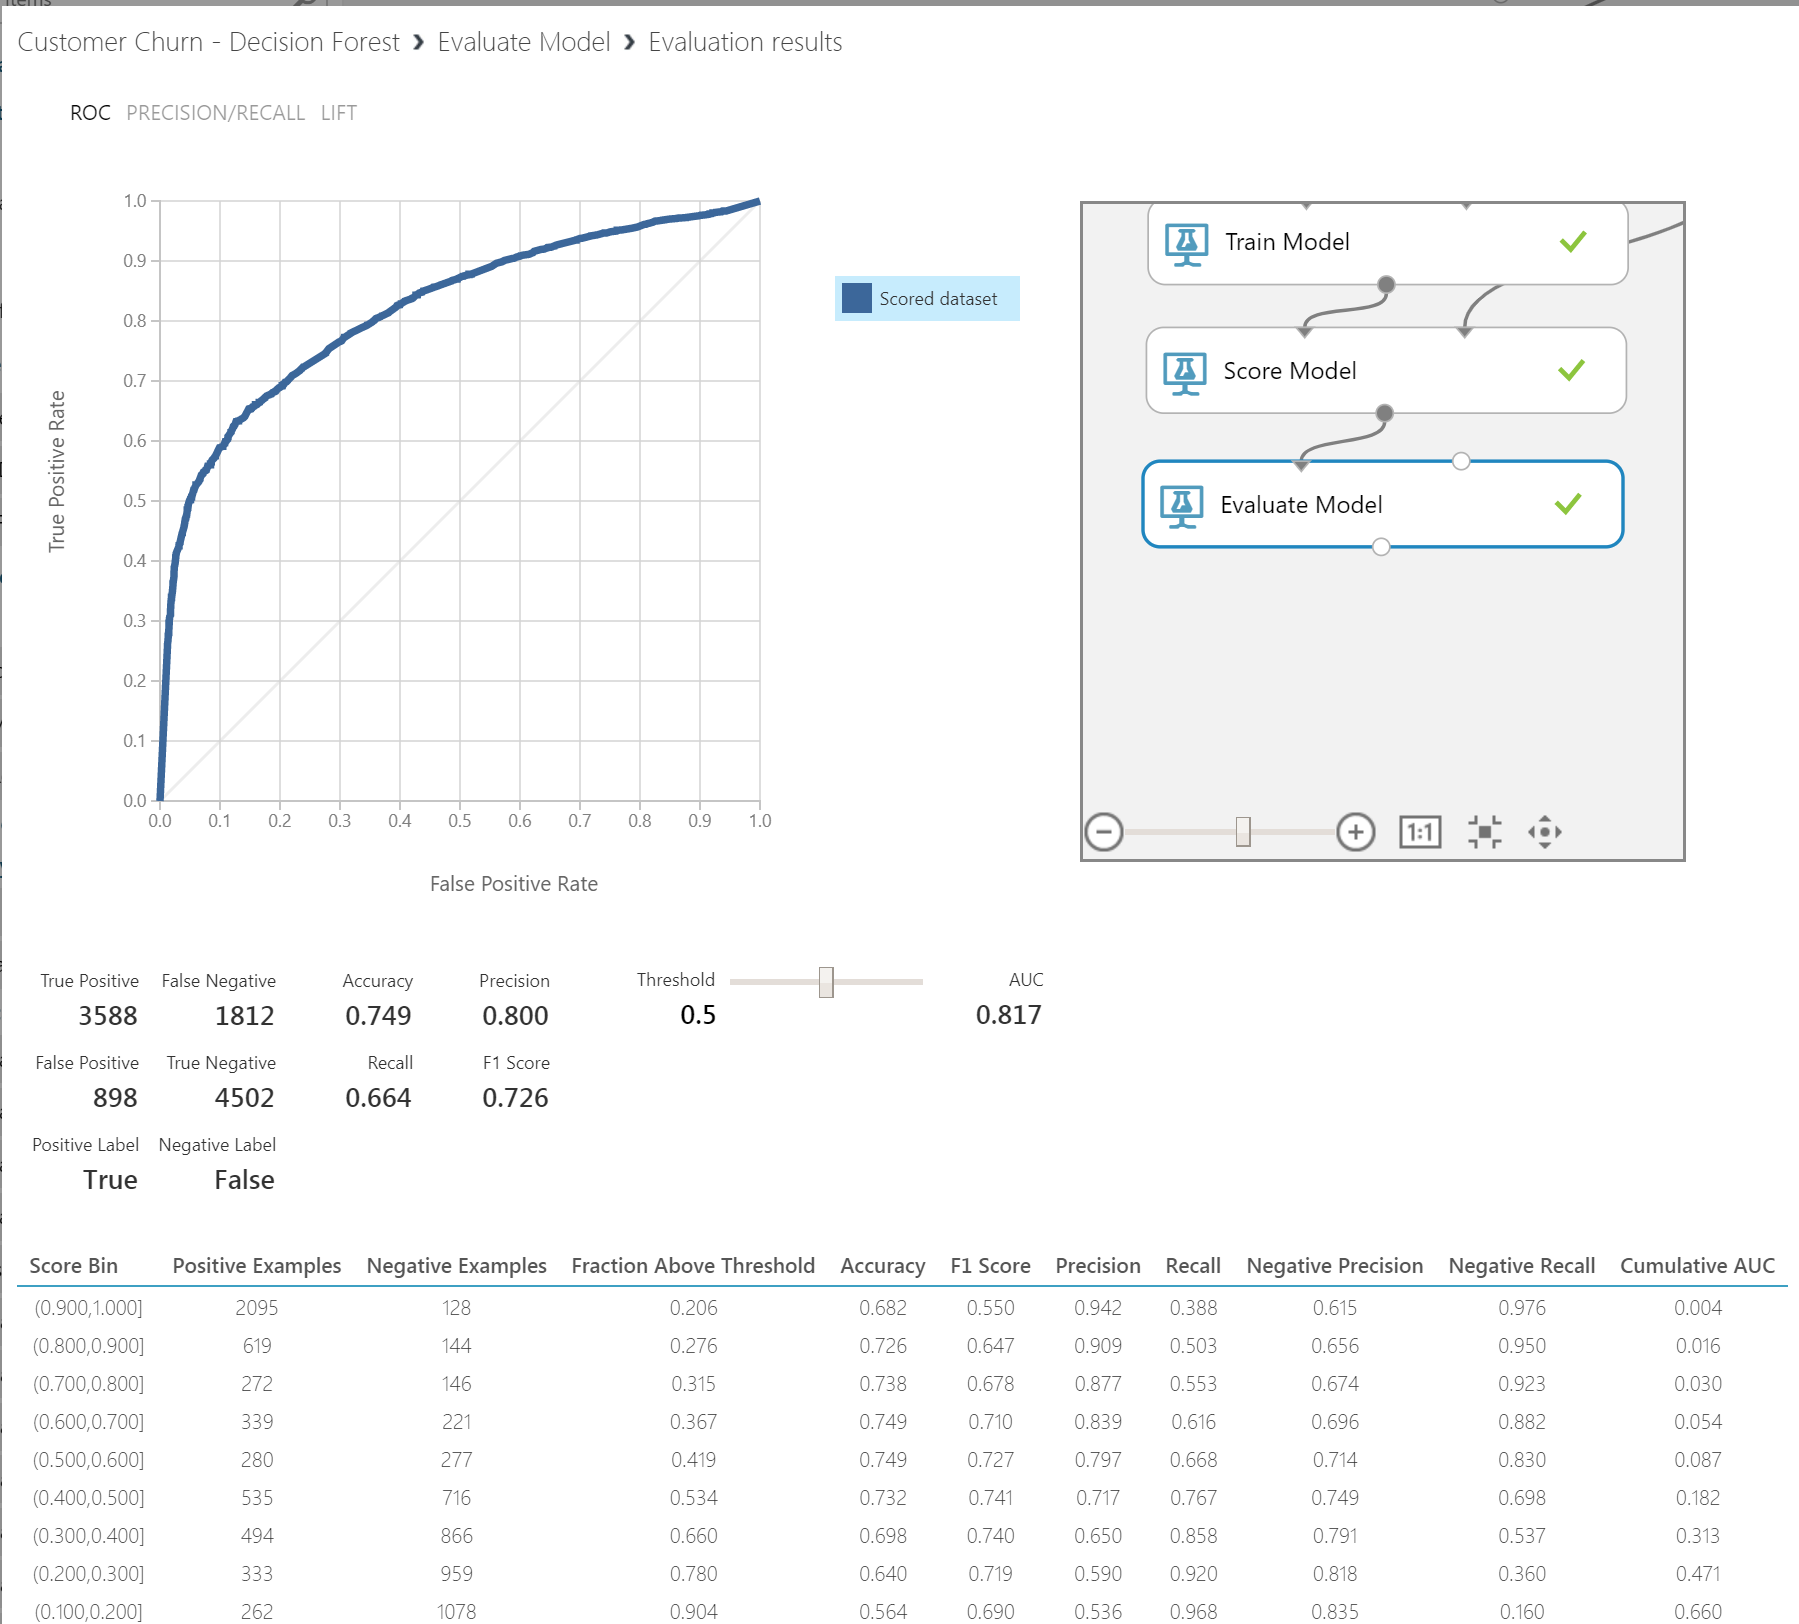 Customer Churn - Decision Forest › Evaluate Model › Evaluation results
ROC PRECISION/RECALL LIFT
1.0
0.9
0.8
0.7
0.6
0.5
0.4
0.3
0.2
0.1
0.0
True Positive Rate
0.0 0.1 0.2 0.3 0.4 0.5 0.6 0.7 0.8 0.9 1.0
False Positive Rate
Scored dataset
Train Model
Score Model
Evaluate Model
1:1
True Positive False Negative Accuracy Precision Threshold AUC
3588 1812 0.749 0.800 0.5 0.817
False Positive True Negative Recall F1 Score
898 4502 0.664 0.726
Positive Label Negative Label
True False
Score Bin Positive Examples Negative Examples Fraction Above Threshold Accuracy F1 Score Precision Recall Negative Precision Negative Recall Cumulative AUC
(0.900,1.000] 2095 128 0.206 0.682 0.550 0.942 0.388 0.615 0.976 0.004
(0.800,0.900] 619 144 0.276 0.726 0.647 0.909 0.503 0.656 0.950 0.016
(0.700,0.800] 272 146 0.315 0.738 0.678 0.877 0.553 0.674 0.923 0.030
(0.600,0.700] 339 221 0.367 0.749 0.710 0.839 0.616 0.696 0.882 0.054
(0.500,0.600] 280 277 0.419 0.749 0.727 0.797 0.668 0.714 0.830 0.087
(0.400,0.500] 535 716 0.534 0.732 0.741 0.717 0.767 0.749 0.698 0.182
(0.300,0.400] 494 866 0.660 0.698 0.740 0.650 0.858 0.791 0.537 0.313
(0.200,0.300] 333 959 0.780 0.640 0.719 0.590 0.920 0.818 0.360 0.471
(0.100,0.200] 262 1078 0.904 0.564 0.690 0.536 0.968 0.835 0.160 0.660